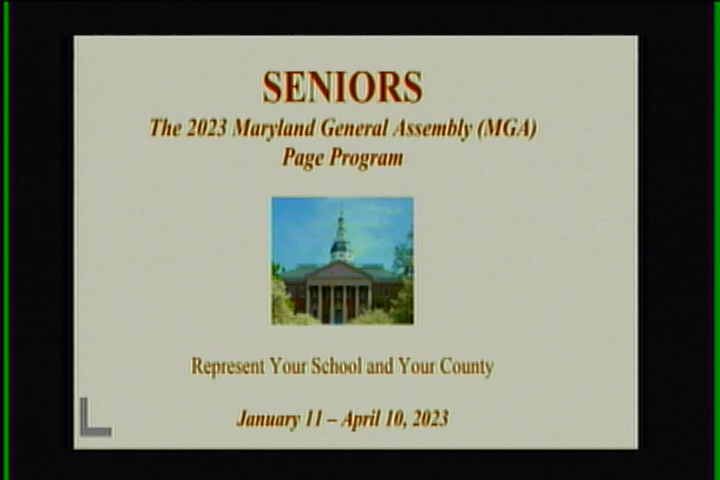 SENIORS
The 2023 Maryland General Assembly (MGA)
Page Program
Represent Your School and Your County
January 11 – April 10, 2023